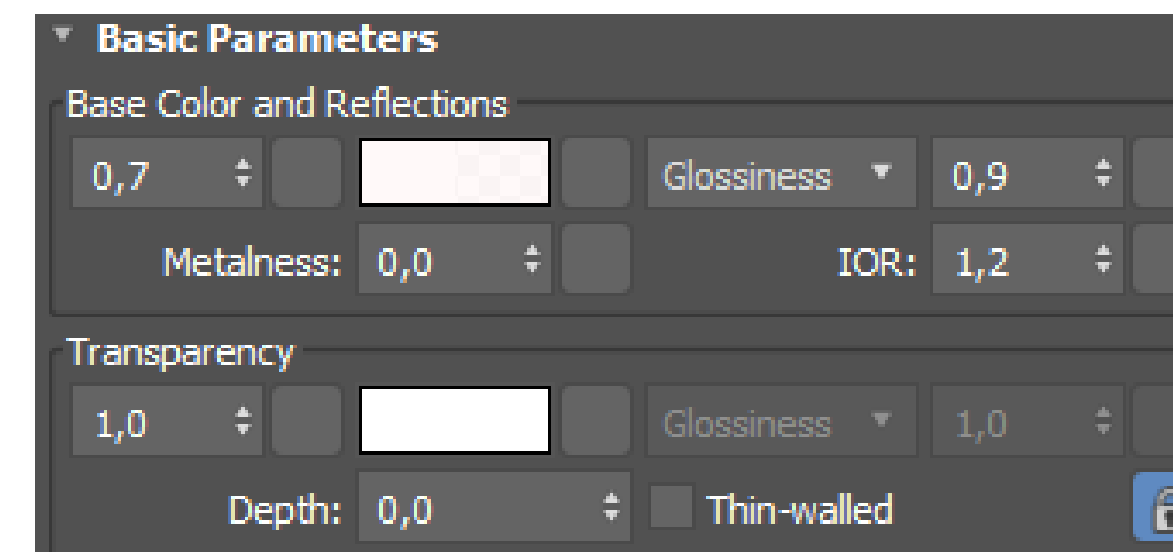 Basic Parameters
Base Color and Reflections
0,7 Glossiness 0,9
Metalness: 0,0 IOR: 1,2
Transparency
1,0 Glossiness 1,0
Depth: 0,0 Thin-walled